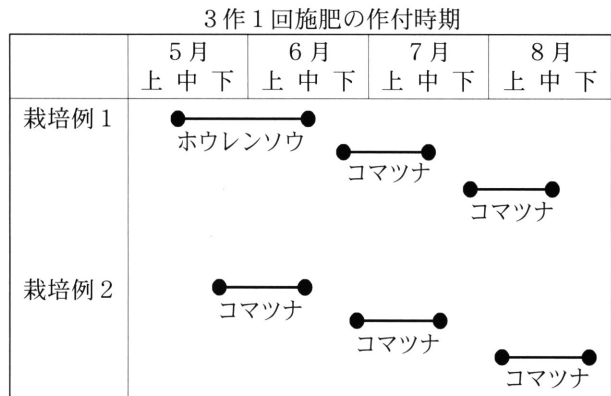 3作1回施肥の作付時期
5月 6月 7月 8月
上 中 下 上 中 下 上 中 下 上 中 下
栽培例1
ホウレンソウ
コマツナ
コマツナ
栽培例2
コマツナ
コマツナ
コマツナ